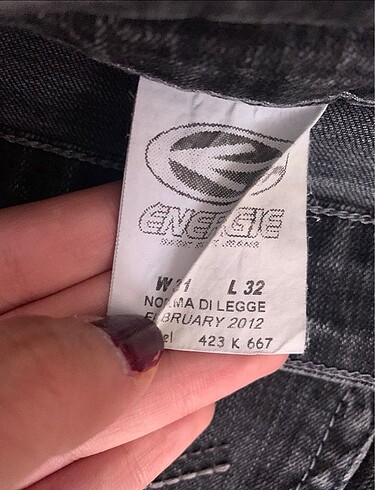 ENERGIE
W 31 L 32
NORMA DI LEGGE
FEBRUARY 2012
423 K 667